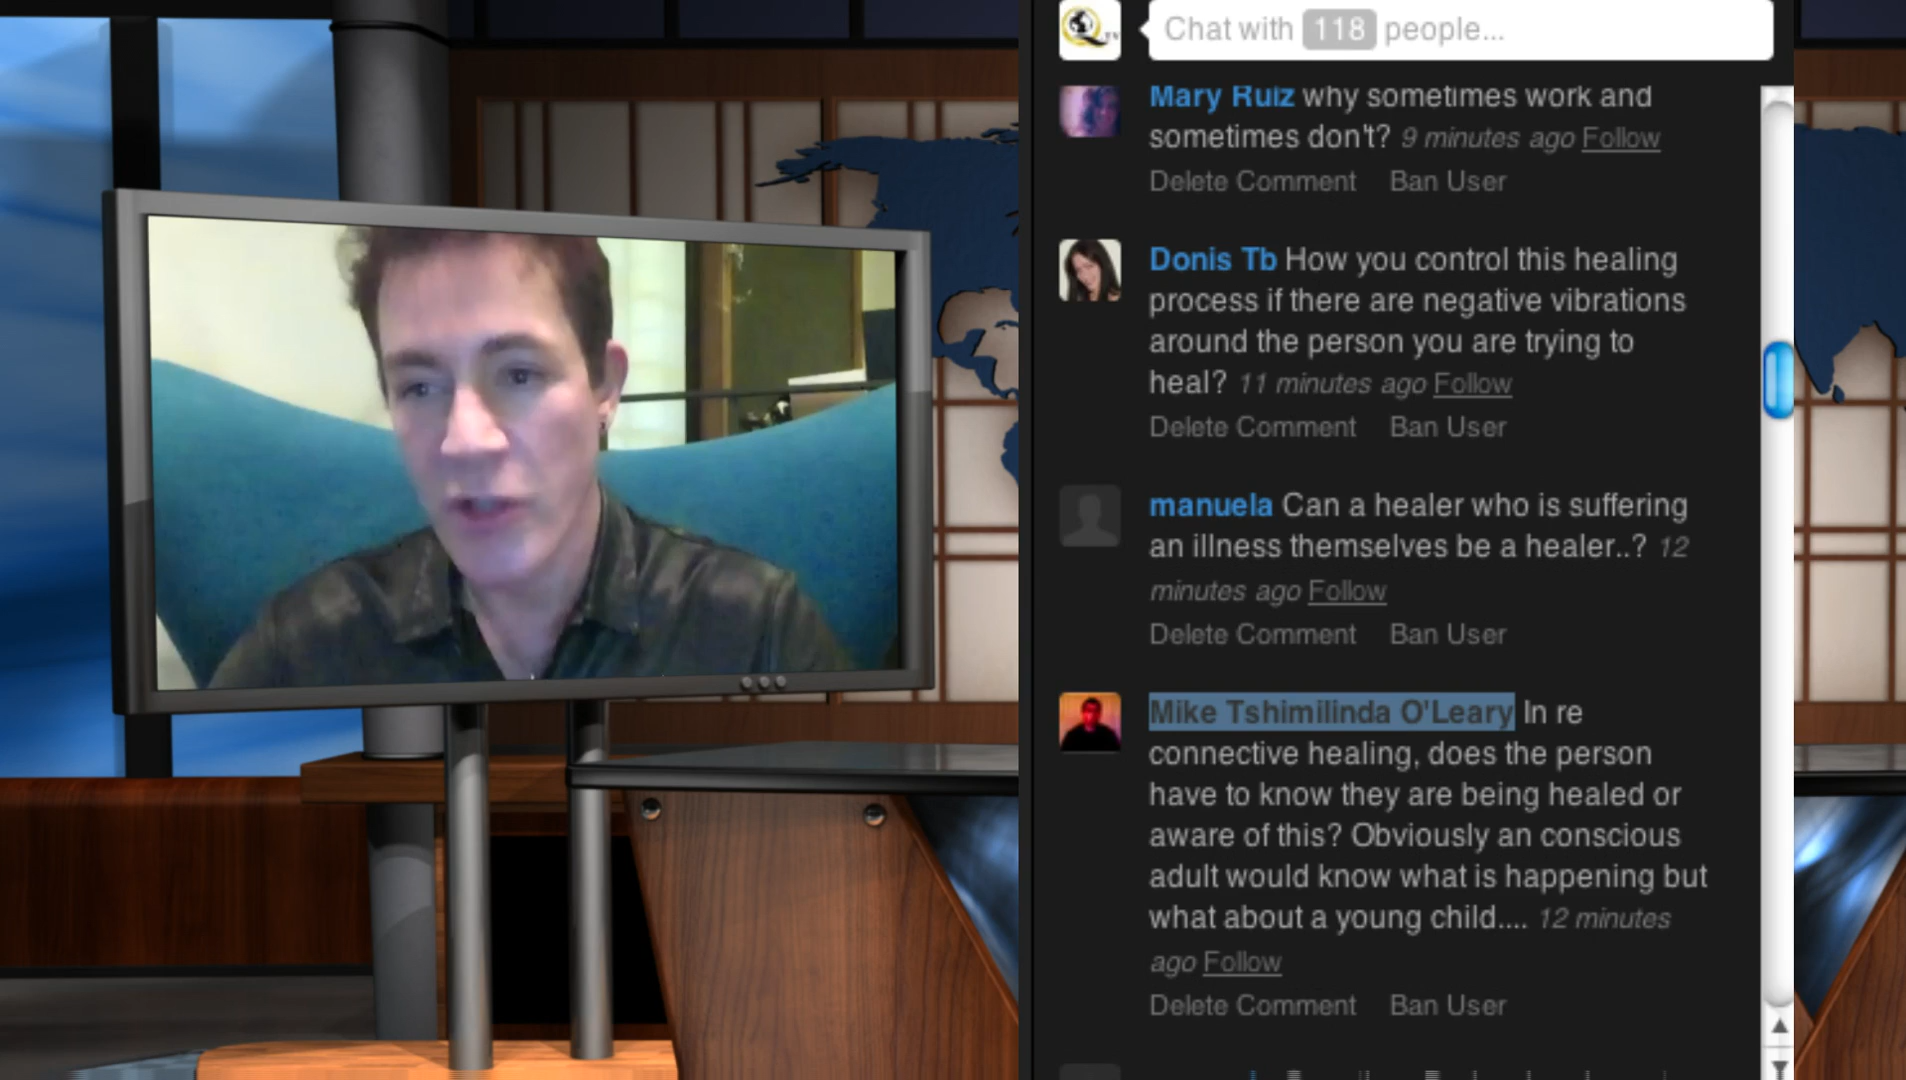 Chat with 118 people...
Mary Ruiz why sometimes work and
sometimes don't? 9 minutes ago Follow
Delete Comment Ban User
Donis Tb How you control this healing
process if there are negative vibrations
around the person you are trying to
heal? 11 minutes ago Follow
Delete Comment Ban User
manuela Can a healer who is suffering
an illness themselves be a healer..? 12
minutes ago Follow
Delete Comment Ban User
Mike Tshimilinda O'Leary In re
connective healing, does the person
have to know they are being healed or
aware of this? Obviously an conscious
adult would know what is happening but
what about a young child.... 12 minutes
ago Follow
Delete Comment Ban User